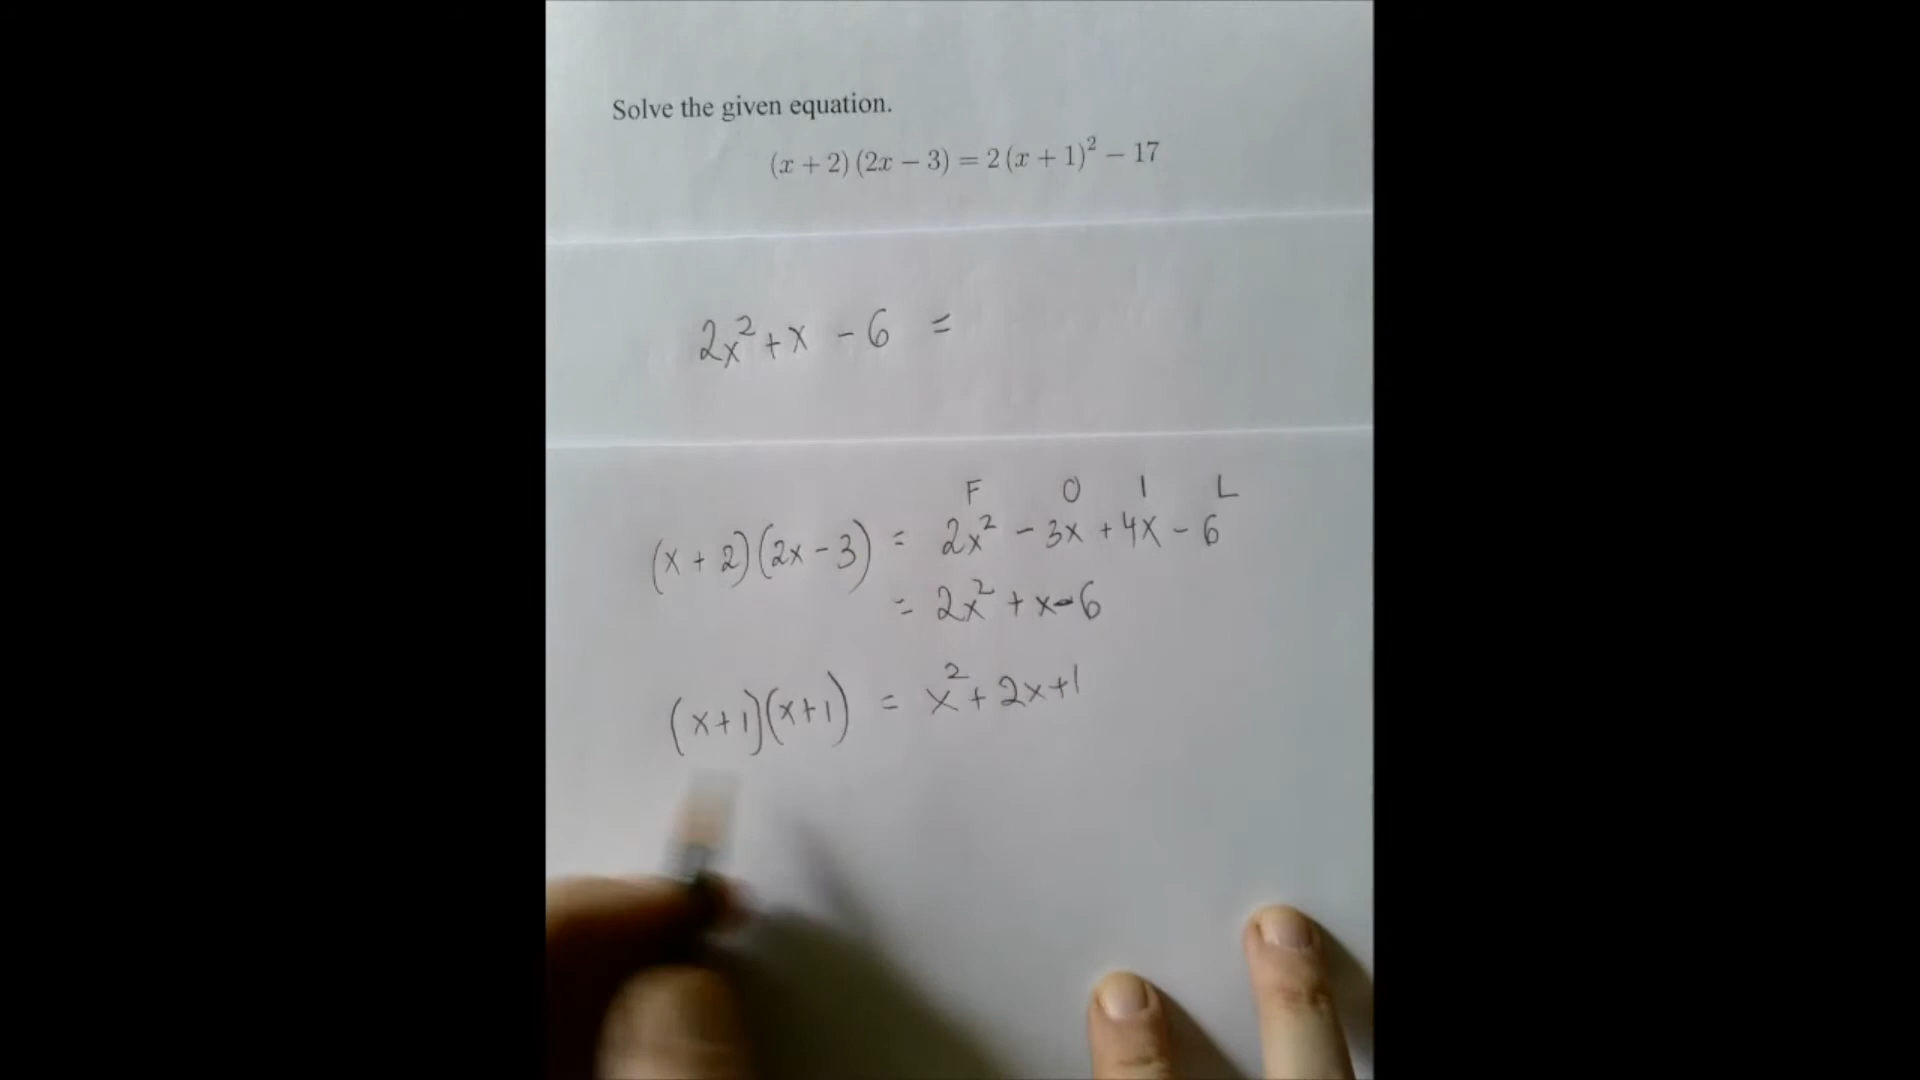 Solve the given equation.
(x + 2) (2x − 3) = 2 (x + 1)² − 17
2x² + x - 6 =
F O I L
(x + 2)(2x - 3) = 2x² - 3x + 4x - 6
= 2x² + x - 6
(x+1)(x+1) = x² + 2x+1